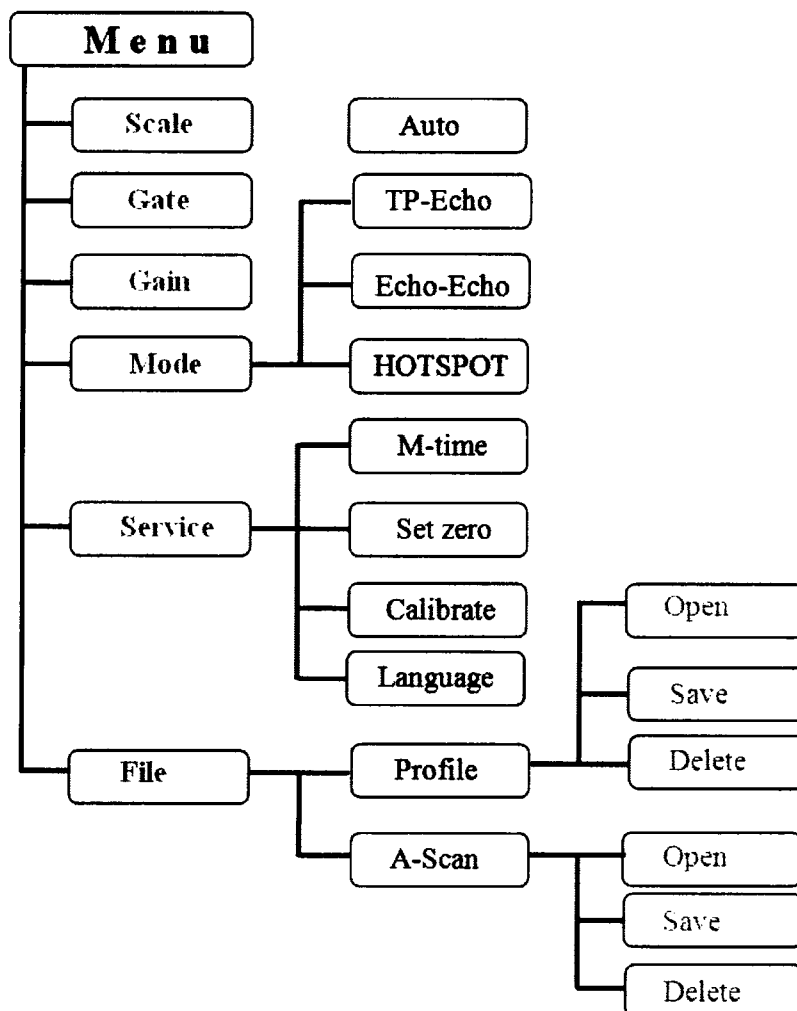 Menu
Scale
Auto
Gate
TP-Echo
Gain
Echo-Echo
Mode
HOTSPOT
M-time
Service
Set zero
Calibrate
Open
Language
Save
File
Profile
Delete
A-Scan
Open
Save
Delete